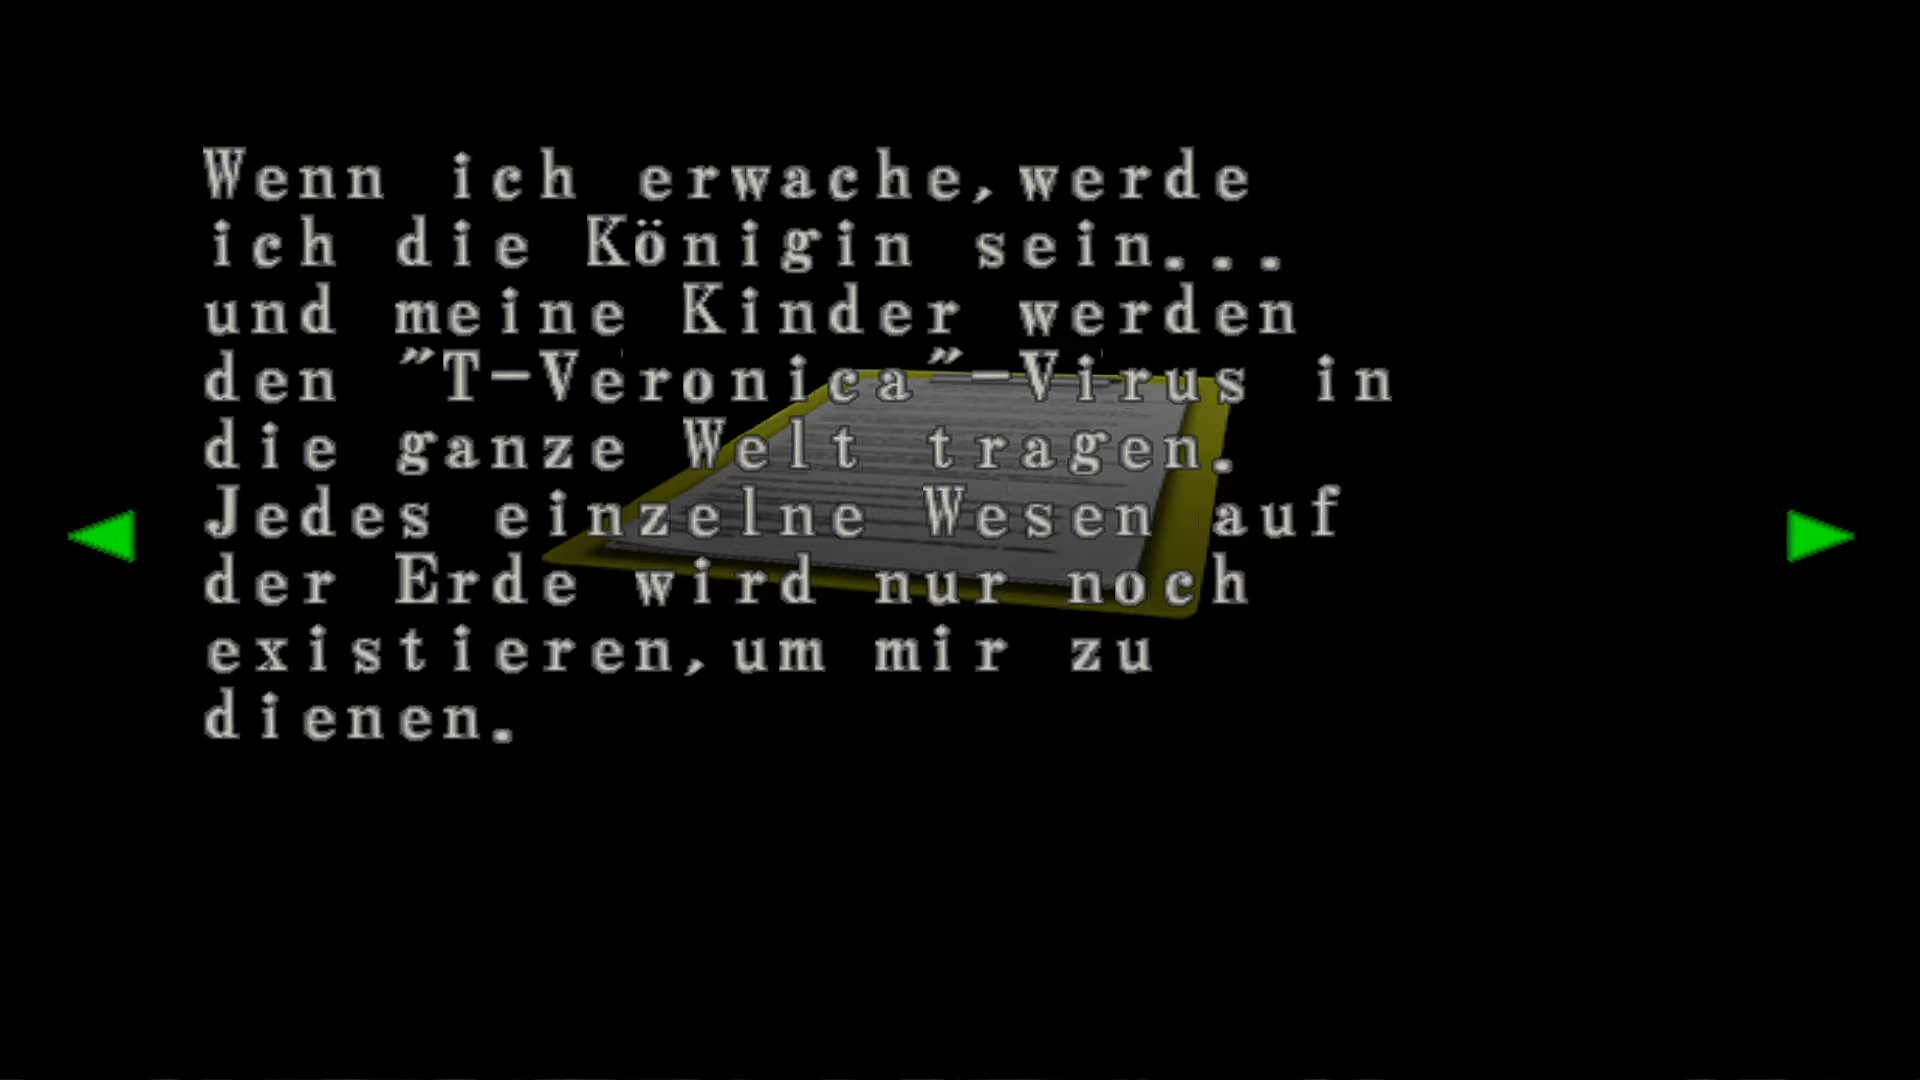 Wenn ich erwache,werde
ich die Königin sein...
und meine Kinder werden
den "T-Veronica"-Virus in
die ganze Welt tragen.
Jedes einzelne Wesen auf
der Erde wird nur noch
existieren,um mir zu
dienen.